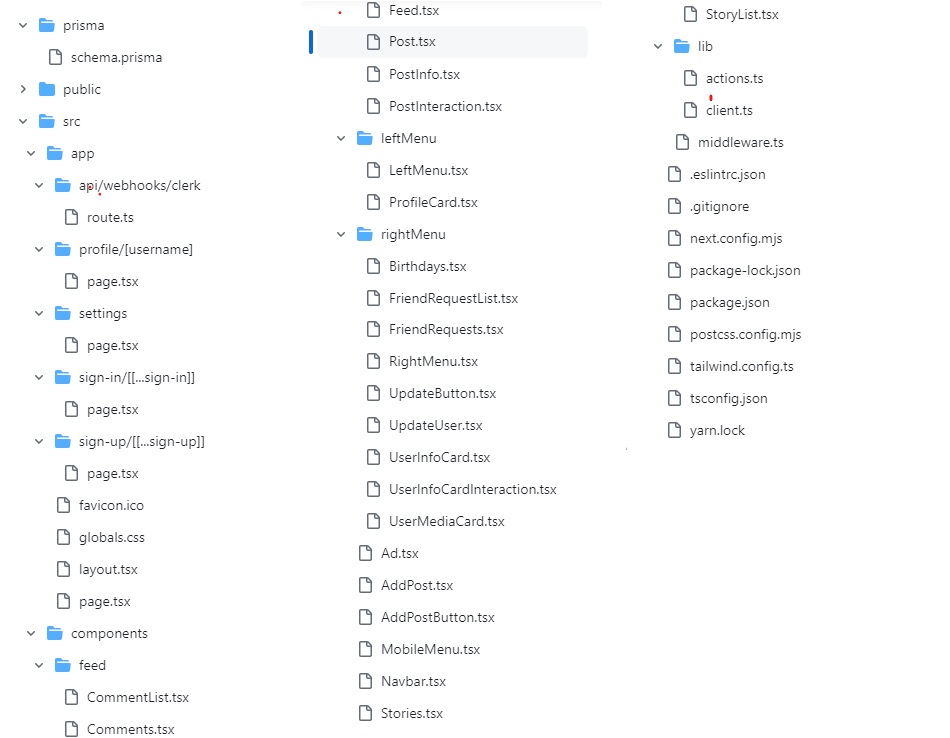 prisma
schema.prisma
public
src
app
api/webhooks/clerk
route.ts
profile/[username]
page.tsx
settings
page.tsx
sign-in/[[...sign-in]]
page.tsx
sign-up/[[...sign-up]]
page.tsx
favicon.ico
globals.css
layout.tsx
page.tsx
components
feed
CommentList.tsx
Comments.tsx
Feed.tsx
Post.tsx
PostInfo.tsx
PostInteraction.tsx
leftMenu
LeftMenu.tsx
ProfileCard.tsx
rightMenu
Birthdays.tsx
FriendRequestList.tsx
FriendRequests.tsx
RightMenu.tsx
UpdateButton.tsx
UpdateUser.tsx
UserInfoCard.tsx
UserInfoCardInteraction.tsx
UserMediaCard.tsx
Ad.tsx
AddPost.tsx
AddPostButton.tsx
MobileMenu.tsx
Navbar.tsx
Stories.tsx
StoryList.tsx
lib
actions.ts
client.ts
middleware.ts
.eslintrc.json
.gitignore
next.config.mjs
package-lock.json
package.json
postcss.config.mjs
tailwind.config.ts
tsconfig.json
yarn.lock